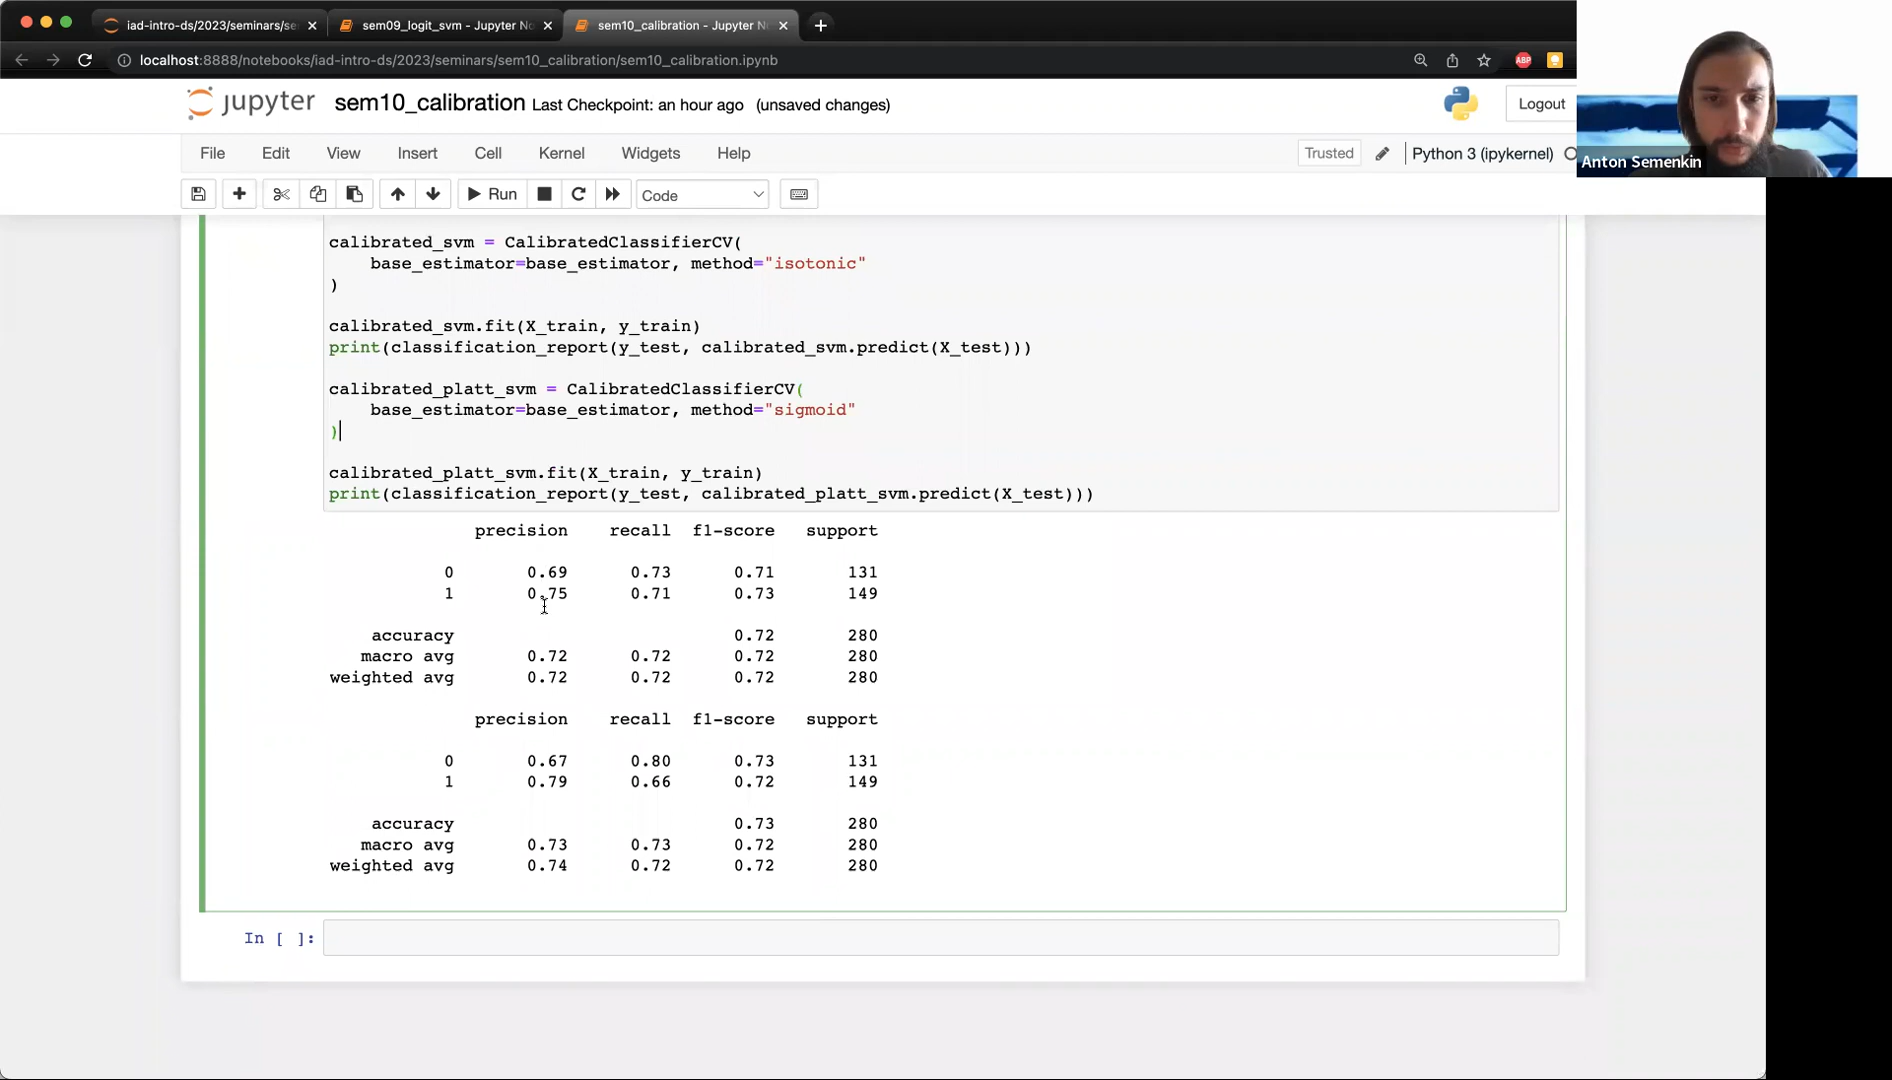 iad-intro-ds/2023/seminars/se
sem09_logit_svm - Jupyter No
sem10_calibration - Jupyter N
localhost:8888/notebooks/iad-intro-ds/2023/seminars/sem10_calibration/sem10_calibration.ipynb
ABP
jupyter sem10_calibration Last Checkpoint: an hour ago (unsaved changes)
Logout
File Edit View Insert Cell Kernel Widgets Help
Trusted
Python 3 (ipykernel)
Anton Semenkin
Run
Code
calibrated_svm = CalibratedClassifierCV(
base_estimator=base_estimator, method="isotonic"
)
calibrated_svm.fit(X_train, y_train)
print(classification_report(y_test, calibrated_svm.predict(X_test)))
calibrated_platt_svm = CalibratedClassifierCV(
base_estimator=base_estimator, method="sigmoid"
)
calibrated_platt_svm.fit(X_train, y_train)
print(classification_report(y_test, calibrated_platt_svm.predict(X_test)))
precision recall f1-score support
0 0.69 0.73 0.71 131
1 0.75 0.71 0.73 149
accuracy 0.72 280
macro avg 0.72 0.72 0.72 280
weighted avg 0.72 0.72 0.72 280
precision recall f1-score support
0 0.67 0.80 0.73 131
1 0.79 0.66 0.72 149
accuracy 0.73 280
macro avg 0.73 0.73 0.72 280
weighted avg 0.74 0.72 0.72 280
In [ ]: